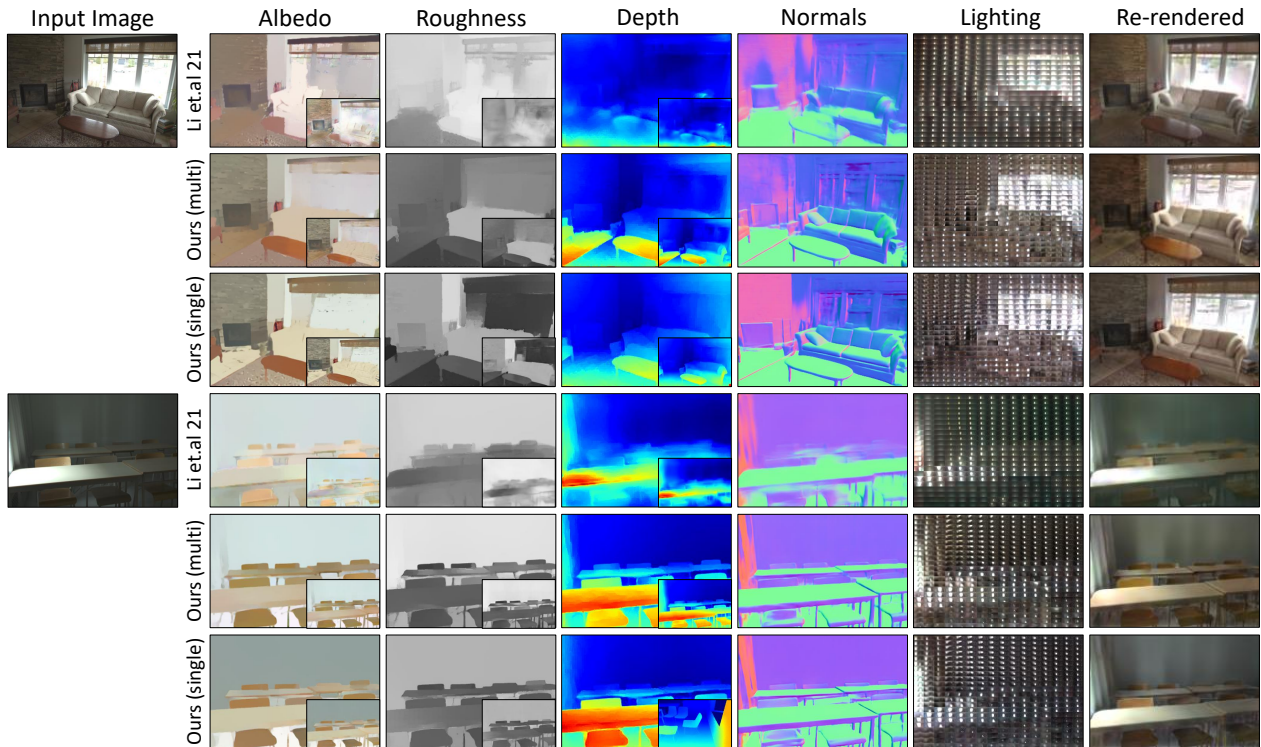 Input Image Albedo Roughness Depth Normals Lighting Re-rendered
Li et.al 21
Ours (multi)
Ours (single)
Li et.al 21
Ours (multi)
Ours (single)